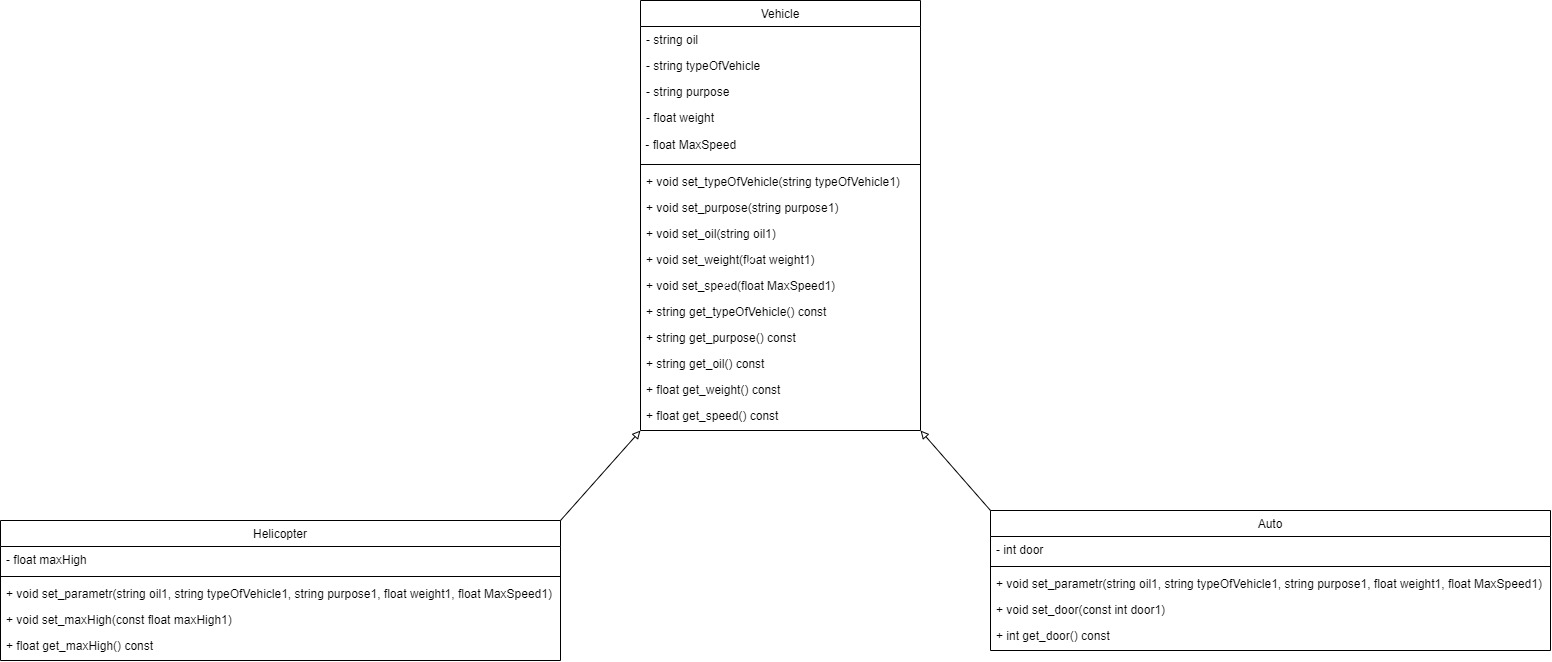 Vehicle
- string oil
- string typeOfVehicle
- string purpose
- float weight
- float MaxSpeed
+ void set_typeOfVehicle(string typeOfVehicle1)
+ void set_purpose(string purpose1)
+ void set_oil(string oil1)
+ void set_weight(float weight1)
+ void set_speed(float MaxSpeed1)
+ string get_typeOfVehicle() const
+ string get_purpose() const
+ string get_oil() const
+ float get_weight() const
+ float get_speed() const
Helicopter
- float maxHigh
+ void set_parametr(string oil1, string typeOfVehicle1, string purpose1, float weight1, float MaxSpeed1)
+ void set_maxHigh(const float maxHigh1)
+ float get_maxHigh() const
Auto
- int door
+ void set_parametr(string oil1, string typeOfVehicle1, string purpose1, float weight1, float MaxSpeed1)
+ void set_door(const int door1)
+ int get_door() const